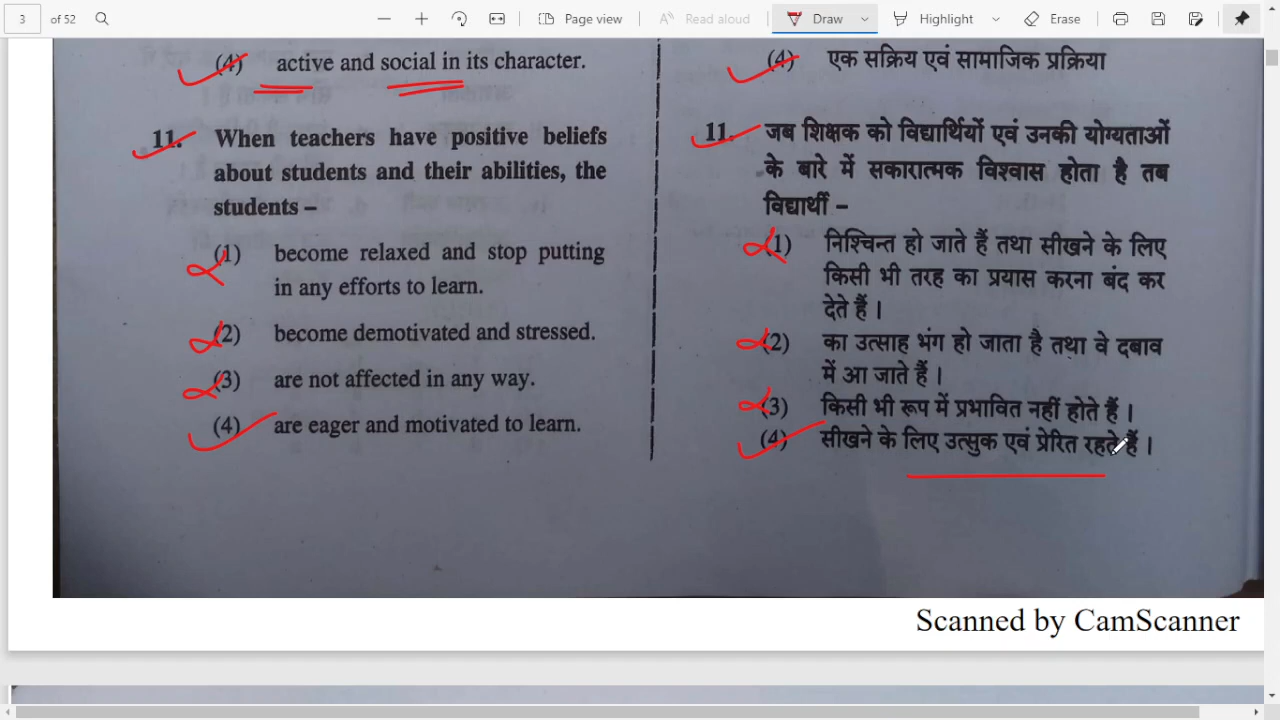 3 of 52 Page view Read aloud Draw Highlight Erase
(4) active and social in its character.
11. When teachers have positive beliefs
about students and their abilities, the
students –
(1) become relaxed and stop putting
in any efforts to learn.
(2) become demotivated and stressed.
(3) are not affected in any way.
(4) are eager and motivated to learn.
(4) एक सक्रिय एवं सामाजिक प्रक्रिया
11. जब शिक्षक को विद्यार्थियों एवं उनकी योग्यताओं
के बारे में सकारात्मक विश्वास होता है तब
विद्यार्थी –
(1) निश्चिन्त हो जाते हैं तथा सीखने के लिए
किसी भी तरह का प्रयास करना बंद कर
देते हैं ।
(2) का उत्साह भंग हो जाता है तथा वे दबाव
में आ जाते हैं ।
(3) किसी भी रूप में प्रभावित नहीं होते हैं ।
(4) सीखने के लिए उत्सुक एवं प्रेरित रहते हैं ।
Scanned by CamScanner